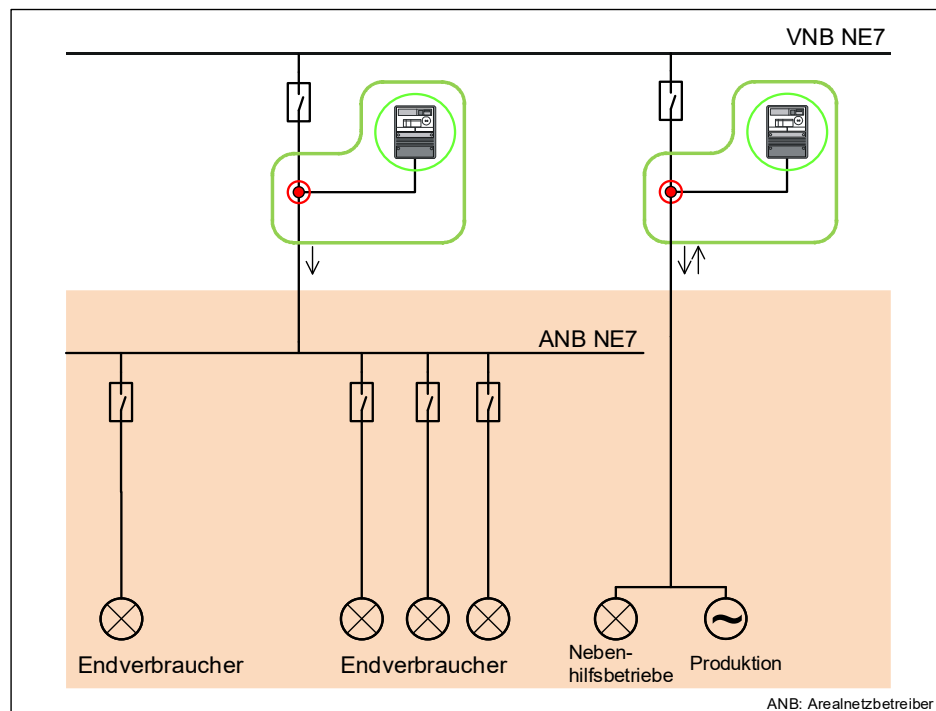 VNB NE7
ANB NE7
Endverbraucher
Endverbraucher
Neben-
hilfsbetriebe
Produktion
ANB: Arealnetzbetreiber